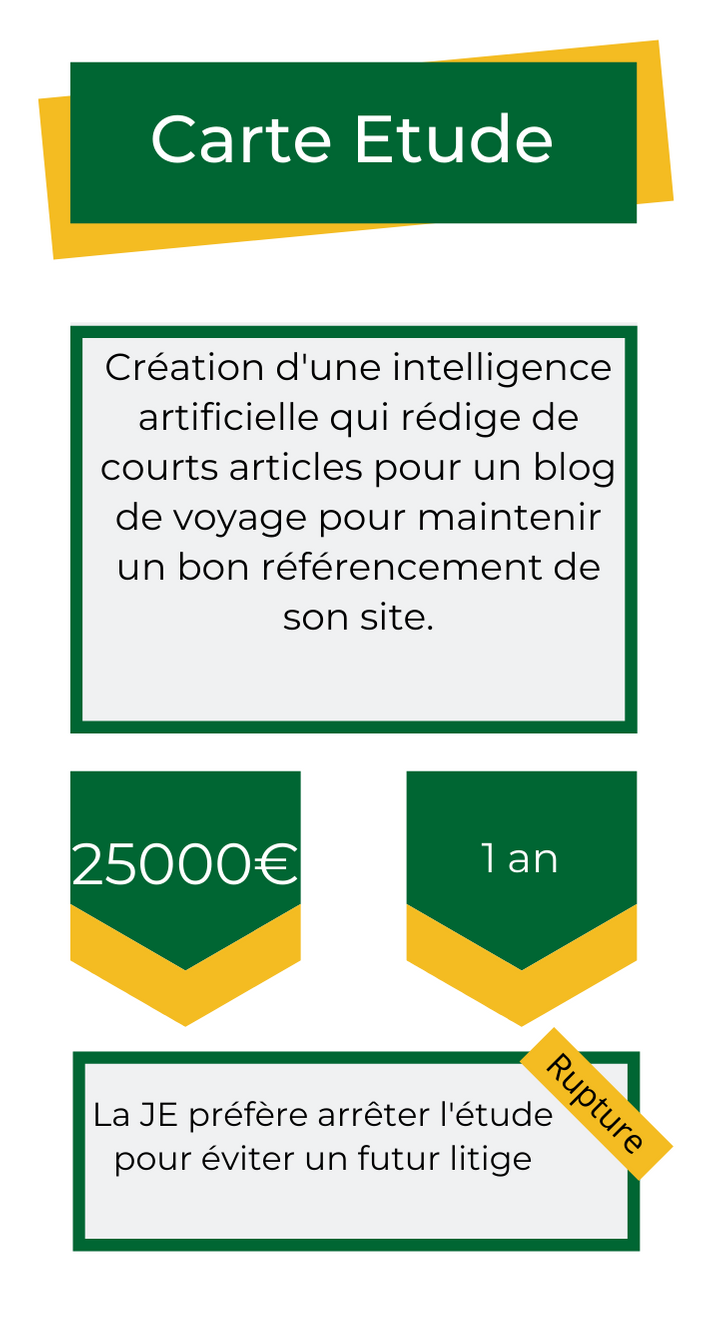 Carte Etude
Création d'une intelligence
artificielle qui rédige de
courts articles pour un blog
de voyage pour maintenir
un bon référencement de
son site.
25000€
1 an
Rupture
La JE préfère arrêter l'étude
pour éviter un futur litige